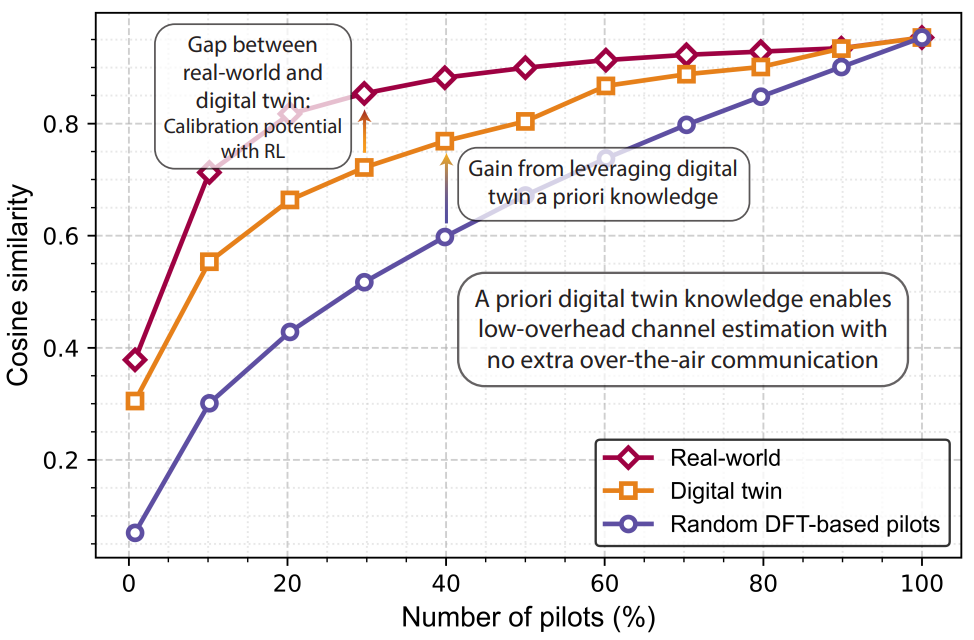 Gap between
real-world and
digital twin:
Calibration potential
with RL
Gain from leveraging digital
twin a priori knowledge
A priori digital twin knowledge enables
low-overhead channel estimation with
no extra over-the-air communication
Cosine similarity
0.8
0.6
0.4
0.2
Real-world
Digital twin
Random DFT-based pilots
0 20 40 60 80 100
Number of pilots (%)